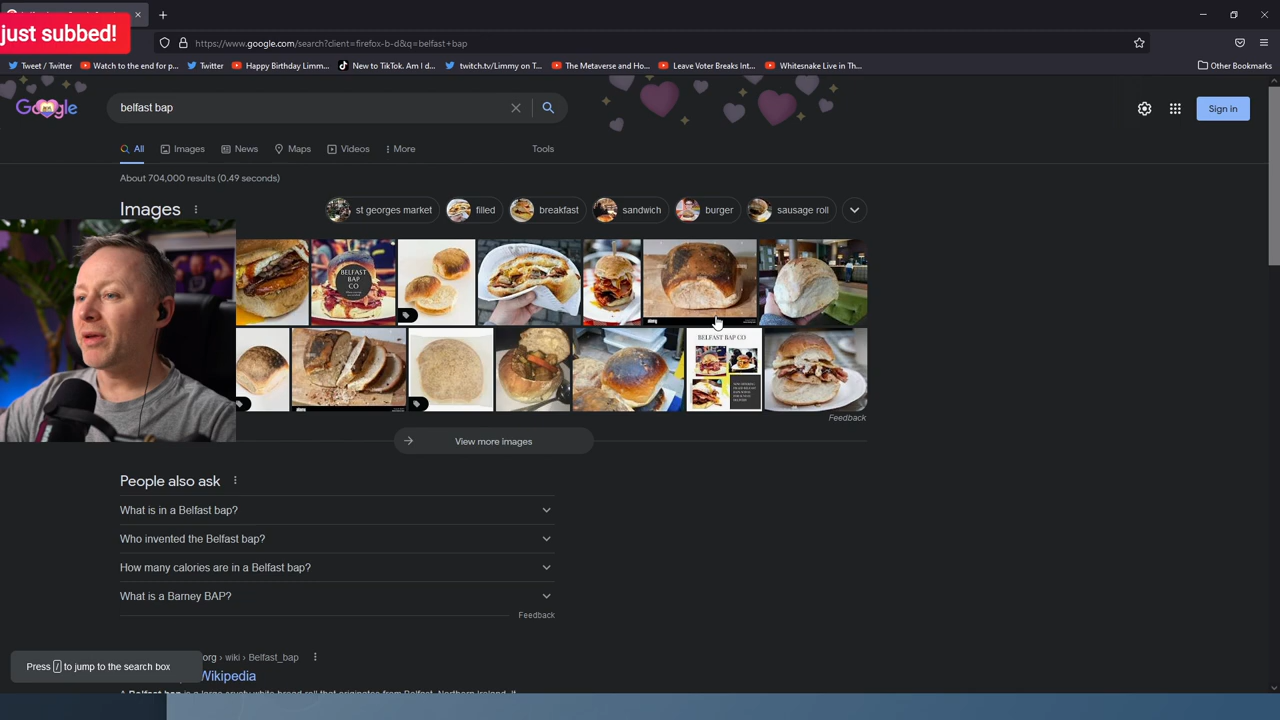 just subbed!
https://www.google.com/search?client=firefox-b-d&q=belfast+bap
Tweet / Twitter
Watch to the end for p...
Twitter
Happy Birthday Limm...
New to TikTok. Am I d...
twitch.tv/Limmy on T...
The Metaverse and Ho...
Leave Voter Breaks Int...
Whitesnake Live in Th...
Other Bookmarks
belfast bap
Sign in
All
Images
News
Maps
Videos
More
Tools
About 704,000 results (0.49 seconds)
Images
st georges market
filled
breakfast
sandwich
burger
sausage roll
BELFAST
BAP
CO
BELFAST BAP CO
Feedback
View more images
People also ask
What is in a Belfast bap?
Who invented the Belfast bap?
How many calories are in a Belfast bap?
What is a Barney BAP?
Feedback
Press / to jump to the search box
org › wiki › Belfast_bap
Wikipedia